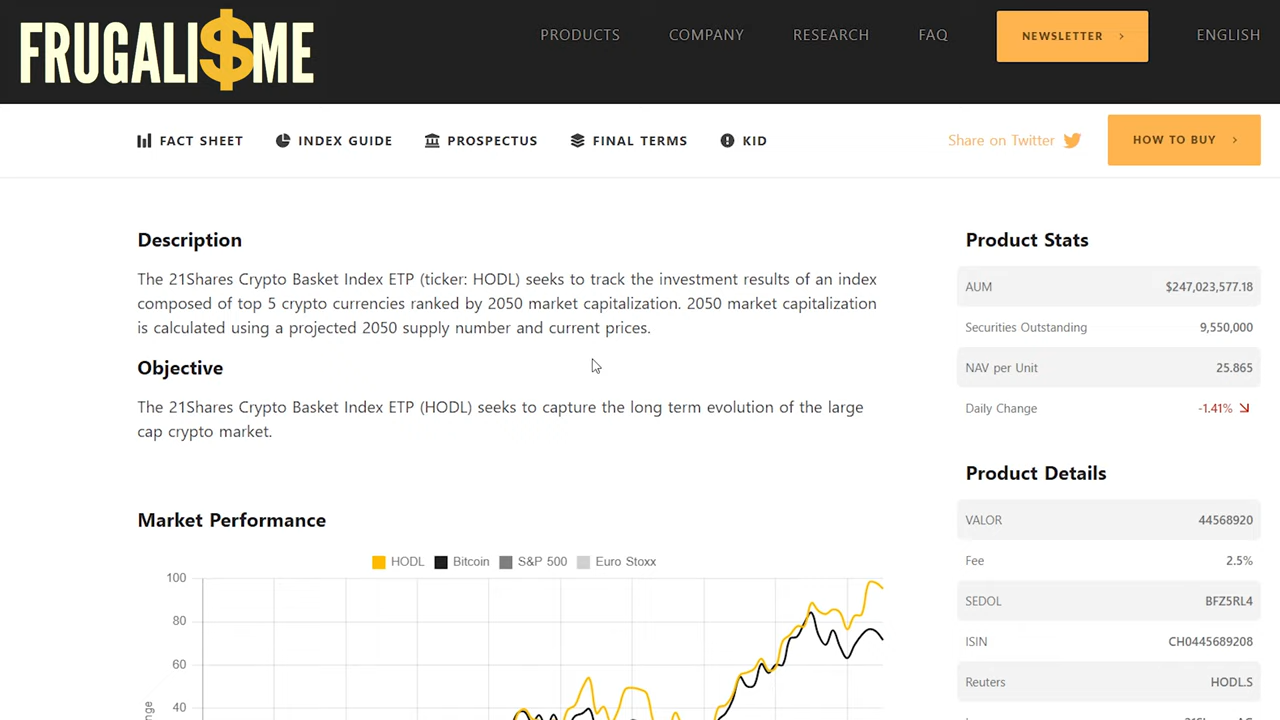 FRUGALI$ME
PRODUCTS
COMPANY
RESEARCH
FAQ
NEWSLETTER
ENGLISH
FACT SHEET
INDEX GUIDE
PROSPECTUS
FINAL TERMS
KID
Share on Twitter
HOW TO BUY
Description
The 21Shares Crypto Basket Index ETP (ticker: HODL) seeks to track the investment results of an index
composed of top 5 crypto currencies ranked by 2050 market capitalization. 2050 market capitalization
is calculated using a projected 2050 supply number and current prices.
Objective
The 21Shares Crypto Basket Index ETP (HODL) seeks to capture the long term evolution of the large
cap crypto market.
Market Performance
HODL Bitcoin S&P 500 Euro Stoxx
100
80
60
40
Product Stats
AUM $247,023,577.18
Securities Outstanding 9,550,000
NAV per Unit 25.865
Daily Change -1.41%
Product Details
VALOR 44568920
Fee 2.5%
SEDOL BFZ5RL4
ISIN CH0445689208
Reuters HODL.S